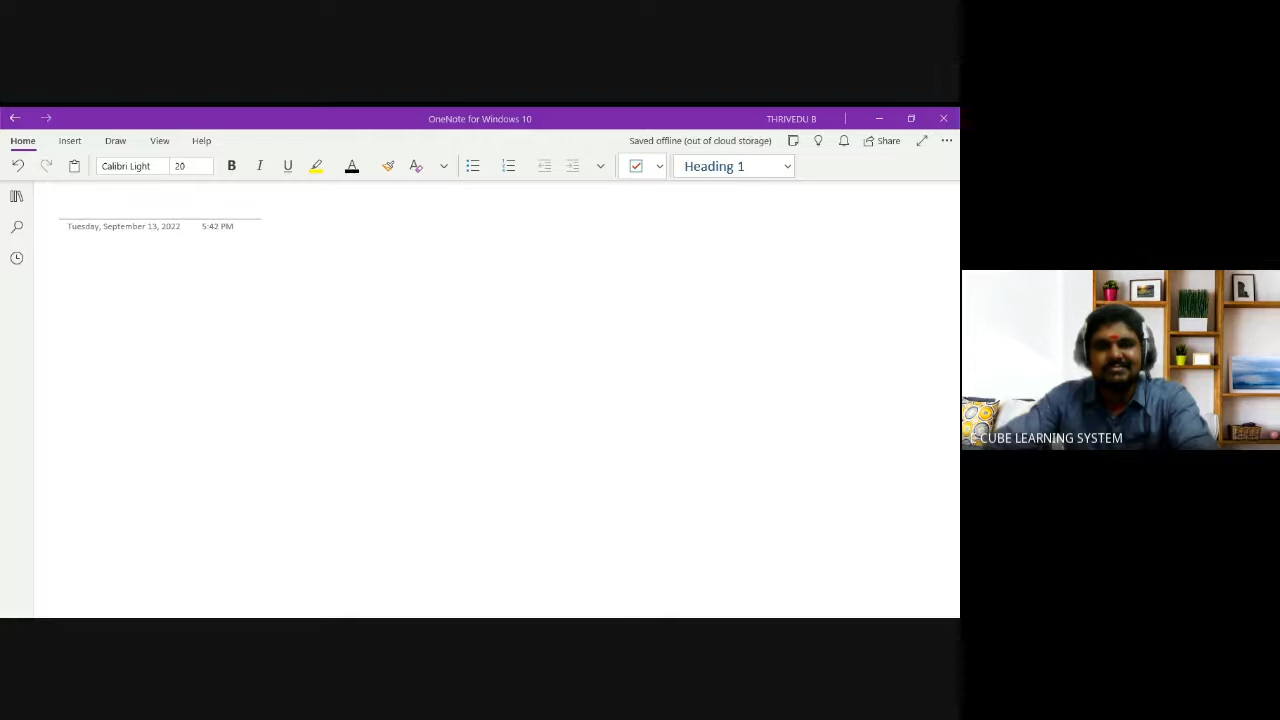 OneNote for Windows 10
THRIVEDU B
Home Insert Draw View Help
Saved offline (out of cloud storage)
Share
Calibri Light 20 B I U A A Heading 1
Tuesday, September 13, 2022 5:42 PM
CUBE LEARNING SYSTEM